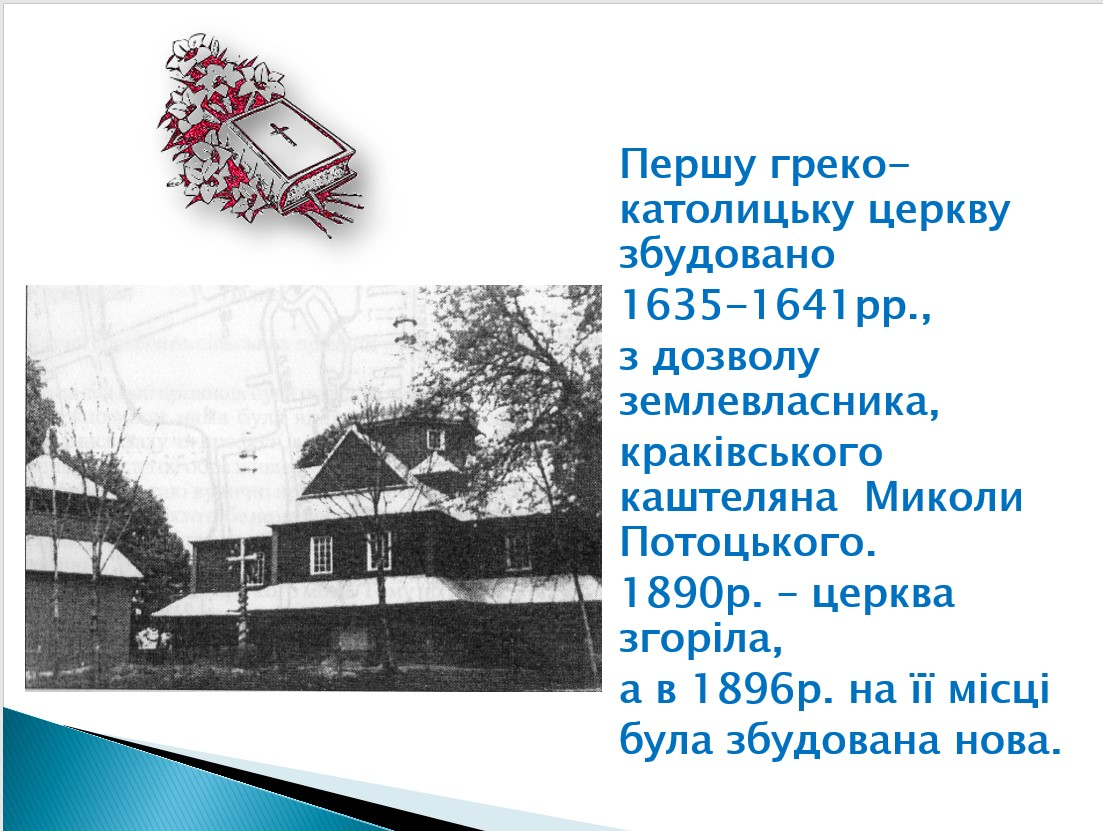 Першу греко-
католицьку церкву
збудовано
1635-1641рр.,
з дозволу
землевласника,
краківського
каштеляна  Миколи
Потоцького.
1890р. – церква
згоріла,
а в 1896р. на її місці
була збудована нова.